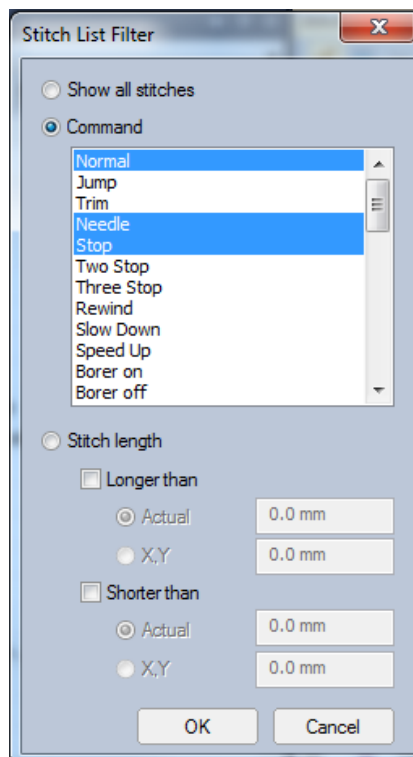 Stitch List Filter
Show all stitches
Command
Normal
Jump
Trim
Needle
Stop
Two Stop
Three Stop
Rewind
Slow Down
Speed Up
Borer on
Borer off
Stitch length
Longer than
Actual 0.0 mm
X,Y 0.0 mm
Shorter than
Actual 0.0 mm
X,Y 0.0 mm
OK Cancel